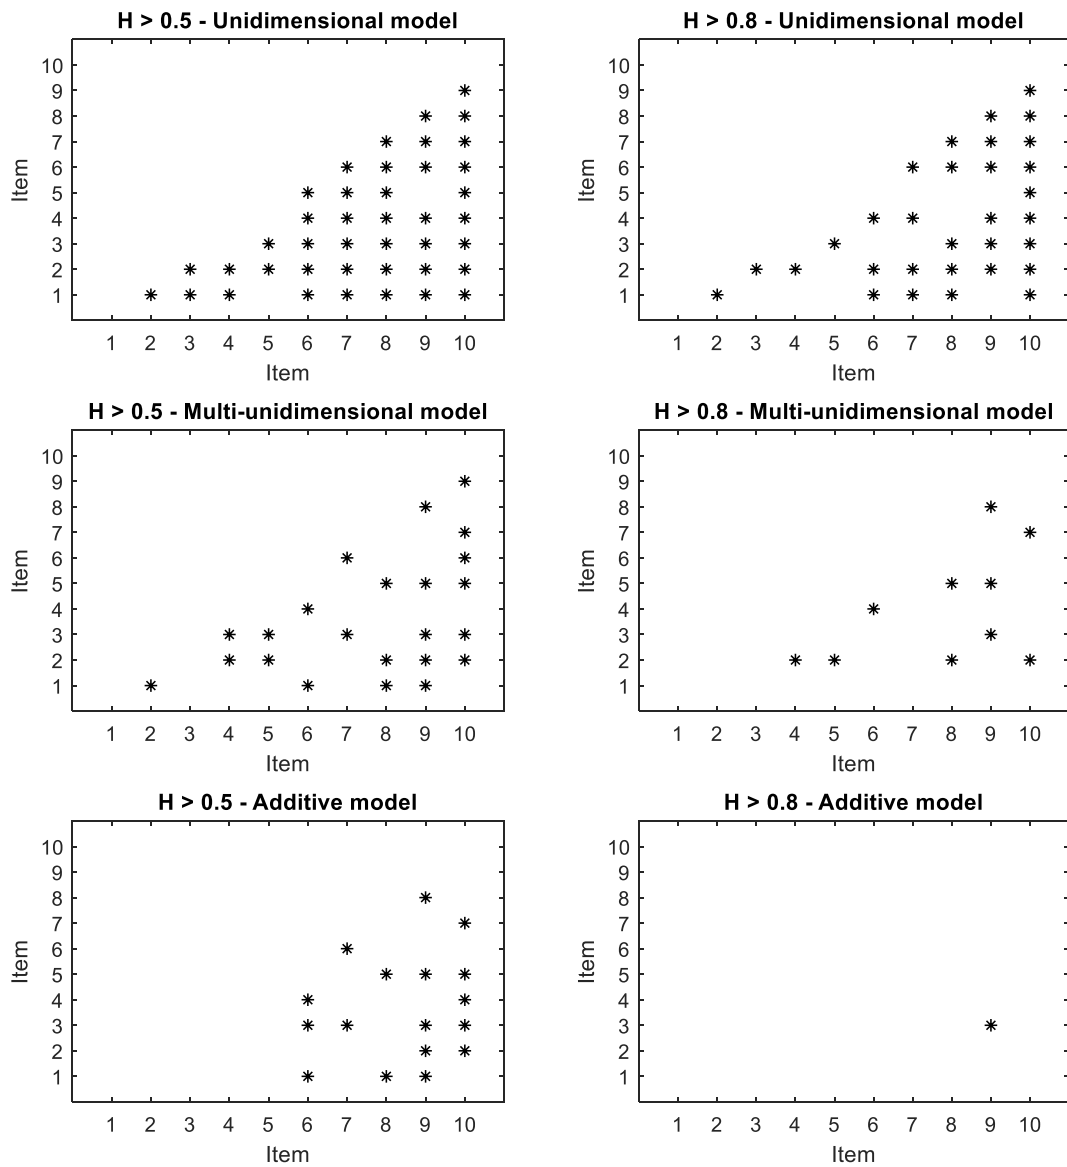 H > 0.5 - Unidimensional model
10
9
8
7
6
5
4
3
2
1
Item
1 2 3 4 5 6 7 8 9 10
Item
H > 0.8 - Unidimensional model
10
9
8
7
6
5
4
3
2
1
Item
1 2 3 4 5 6 7 8 9 10
Item
H > 0.5 - Multi-unidimensional model
10
9
8
7
6
5
4
3
2
1
Item
1 2 3 4 5 6 7 8 9 10
Item
H > 0.8 - Multi-unidimensional model
10
9
8
7
6
5
4
3
2
1
Item
1 2 3 4 5 6 7 8 9 10
Item
H > 0.5 - Additive model
10
9
8
7
6
5
4
3
2
1
Item
1 2 3 4 5 6 7 8 9 10
Item
H > 0.8 - Additive model
10
9
8
7
6
5
4
3
2
1
Item
1 2 3 4 5 6 7 8 9 10
Item